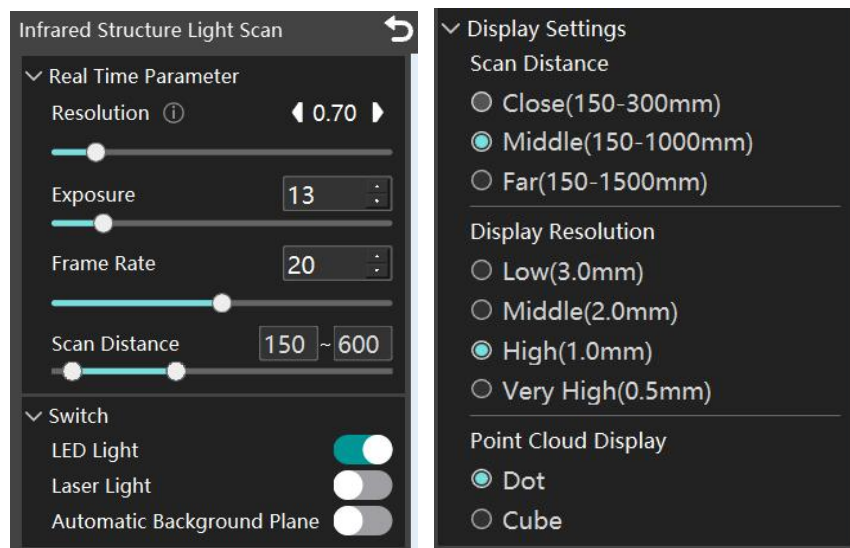 Infrared Structure Light Scan
Real Time Parameter
Resolution 0.70
Exposure 13
Frame Rate 20
Scan Distance 150 ~ 600
Switch
LED Light
Laser Light
Automatic Background Plane
Display Settings
Scan Distance
Close(150-300mm)
Middle(150-1000mm)
Far(150-1500mm)
Display Resolution
Low(3.0mm)
Middle(2.0mm)
High(1.0mm)
Very High(0.5mm)
Point Cloud Display
Dot
Cube